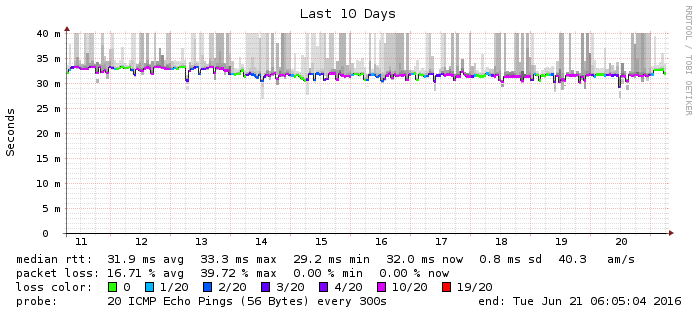 Last 10 Days
RRDTOOL / TOBI OETIKER
Seconds
40 m
35 m
30 m
25 m
20 m
15 m
10 m
5 m
0
11 12 13 14 15 16 17 18 19 20
median rtt: 31.9 ms avg 33.3 ms max 29.2 ms min 32.0 ms now 0.8 ms sd 40.3 am/s
packet loss: 16.71 % avg 39.72 % max 0.00 % min 0.00 % now
loss color: 0 1/20 2/20 3/20 4/20 10/20 19/20
probe: 20 ICMP Echo Pings (56 Bytes) every 300s end: Tue Jun 21 06:05:04 2016